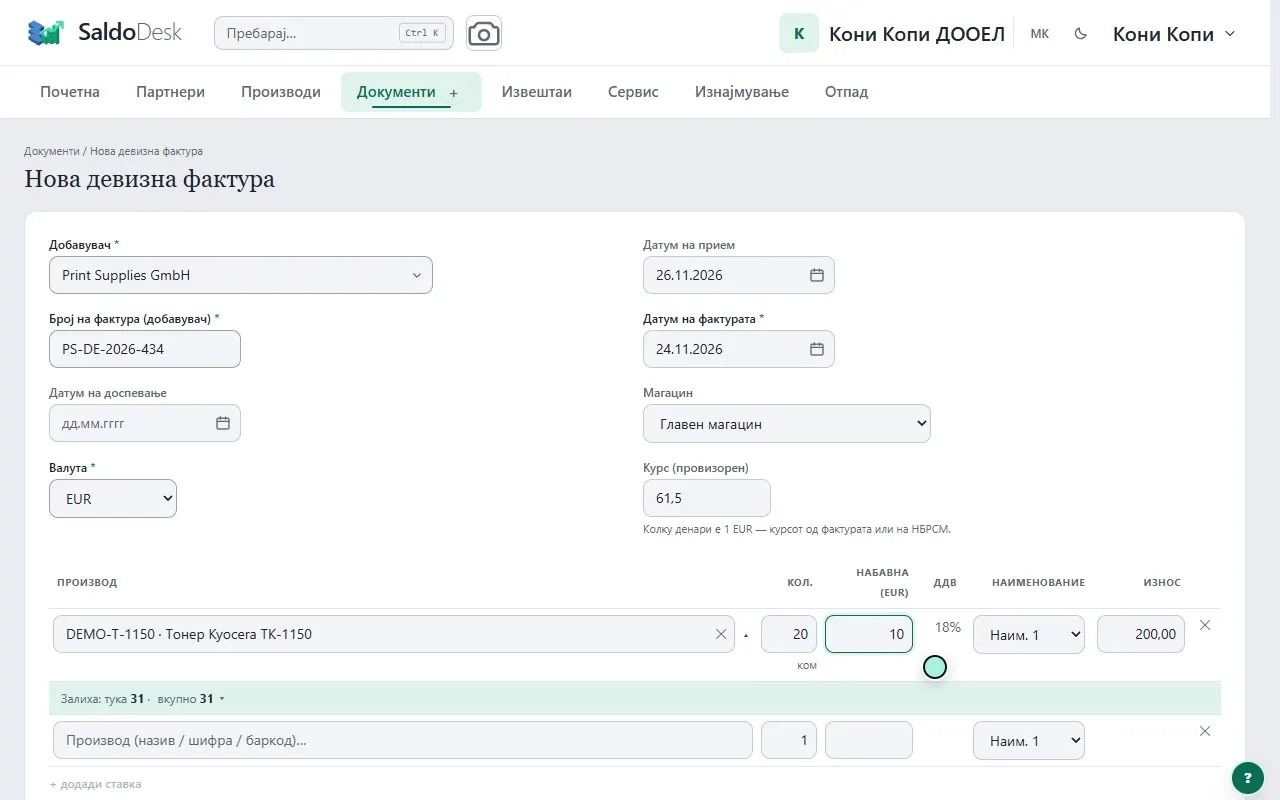 SaldoDesk
Пребарај...
Ctrl K
К
Кони Копи ДООЕЛ
МК
Кони Копи
Почетна
Партнери
Производи
Документи +
Извештаи
Сервис
Изнајмување
Отпад
Документи / Нова девизна фактура
Нова девизна фактура
Добавувач *
Print Supplies GmbH
Датум на прием
26.11.2026
Број на фактура (добавувач) *
PS-DE-2026-434
Датум на фактурата *
24.11.2026
Датум на доспевање
дд.мм.гггг
Магацин
Главен магацин
Валута *
EUR
Курс (провизорен)
61,5
Колку денари е 1 EUR — курсот од фактурата или на НБРСМ.
ПРОИЗВОД
КОЛ.
НАБАВНА
(EUR)
ДДВ
НАИМЕНОВАНИЕ
ИЗНОС
DEMO-T-1150 · Тонер Kyocera TK-1150
20
10
18%
Наим. 1
200,00
ком
Залиха: тука 31 · вкупно 31
Производ (назив / шифра / баркод)...
1
Наим. 1
+ додади ставка
?